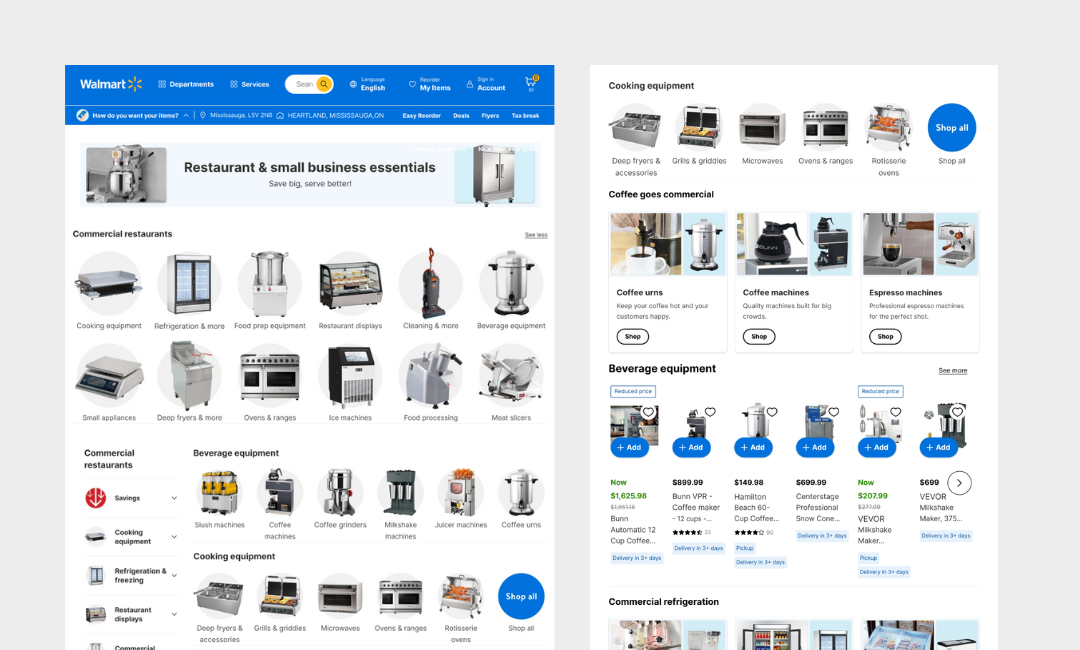 Walmart
Departments
Services
Sear
Language
English
Reorder
My Items
Sign in
Account
0
$0
How do you want your items?
Mississauga, L5V 2N6
HEARTLAND, MISSISSAUGA,ON
Easy Reorder
Deals
Flyers
Tax break
Restaurant & small business essentials
Save big, serve better!
Commercial restaurants
See less
Cooking equipment
Refrigeration & more
Food prep equipment
Restaurant displays
Cleaning & more
Beverage equipment
Small appliances
Deep fryers & more
Ovens & ranges
Ice machines
Food processing
Meat slicers
Commercial
restaurants
Savings
Cooking
equipment
Refrigeration &
freezing
Restaurant
displays
Commercial
Beverage equipment
Slush machines
Coffee
machines
Coffee grinders
Milkshake
machines
Juicer machines
Coffee urns
Cooking equipment
Deep fryers &
accessories
Grills & griddles
Microwaves
Ovens & ranges
Rotisserie
ovens
Shop all
Shop all
Cooking equipment
Deep fryers &
accessories
Grills & griddles
Microwaves
Ovens & ranges
Rotisserie
ovens
Shop all
Shop all
Coffee goes commercial
BUNN
Coffee urns
Keep your coffee hot and your
customers happy.
Shop
Coffee machines
Quality machines built for big
crowds.
Shop
Espresso machines
Professional espresso machines
for the perfect shot.
Shop
Beverage equipment
See more
Reduced price
+ Add
Now
$1,625.98
$1,951.18
Bunn
Automatic 12
Cup Coffee...
Delivery in 3+ days
+ Add
$899.99
Bunn VPR -
Coffee maker
- 12 cups -...
22
Delivery in 3+ days
+ Add
$149.98
Hamilton
Beach 60-
Cup Coffee...
90
Pickup
Delivery in 3+ days
+ Add
$699.99
Centerstage
Professional
Snow Cone...
Delivery in 3+ days
Reduced price
+ Add
Now
$207.99
$277.99
VEVOR
Milkshake
Maker...
Pickup
Delivery in 3+ days
+ Add
$699
VEVOR
Milkshake
Maker, 375...
Delivery in 3+ days
Commercial refrigeration